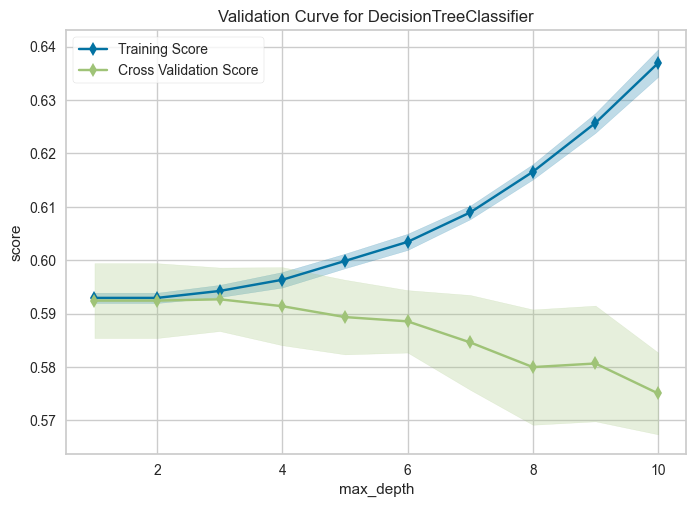 Validation Curve for DecisionTreeClassifier
Training Score
Cross Validation Score
score
0.64
0.63
0.62
0.61
0.60
0.59
0.58
0.57
2 4 6 8 10
max_depth